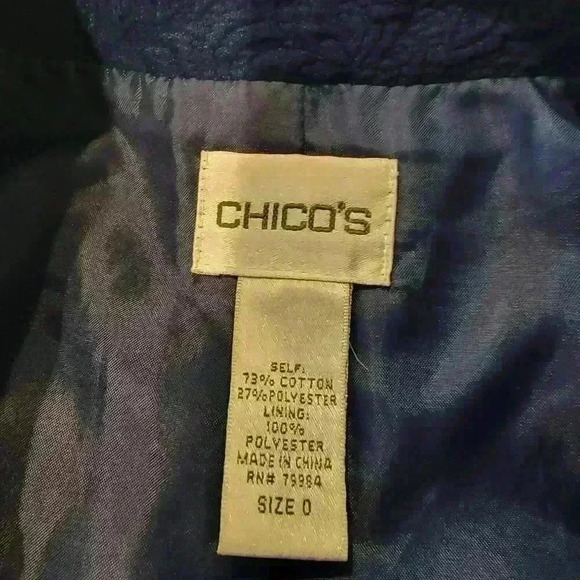 CHICO'S
SELF:
73% COTTON
27% POLYESTER
LINING:
100%
POLYESTER
MADE IN CHINA
RN# 79984
SIZE 0